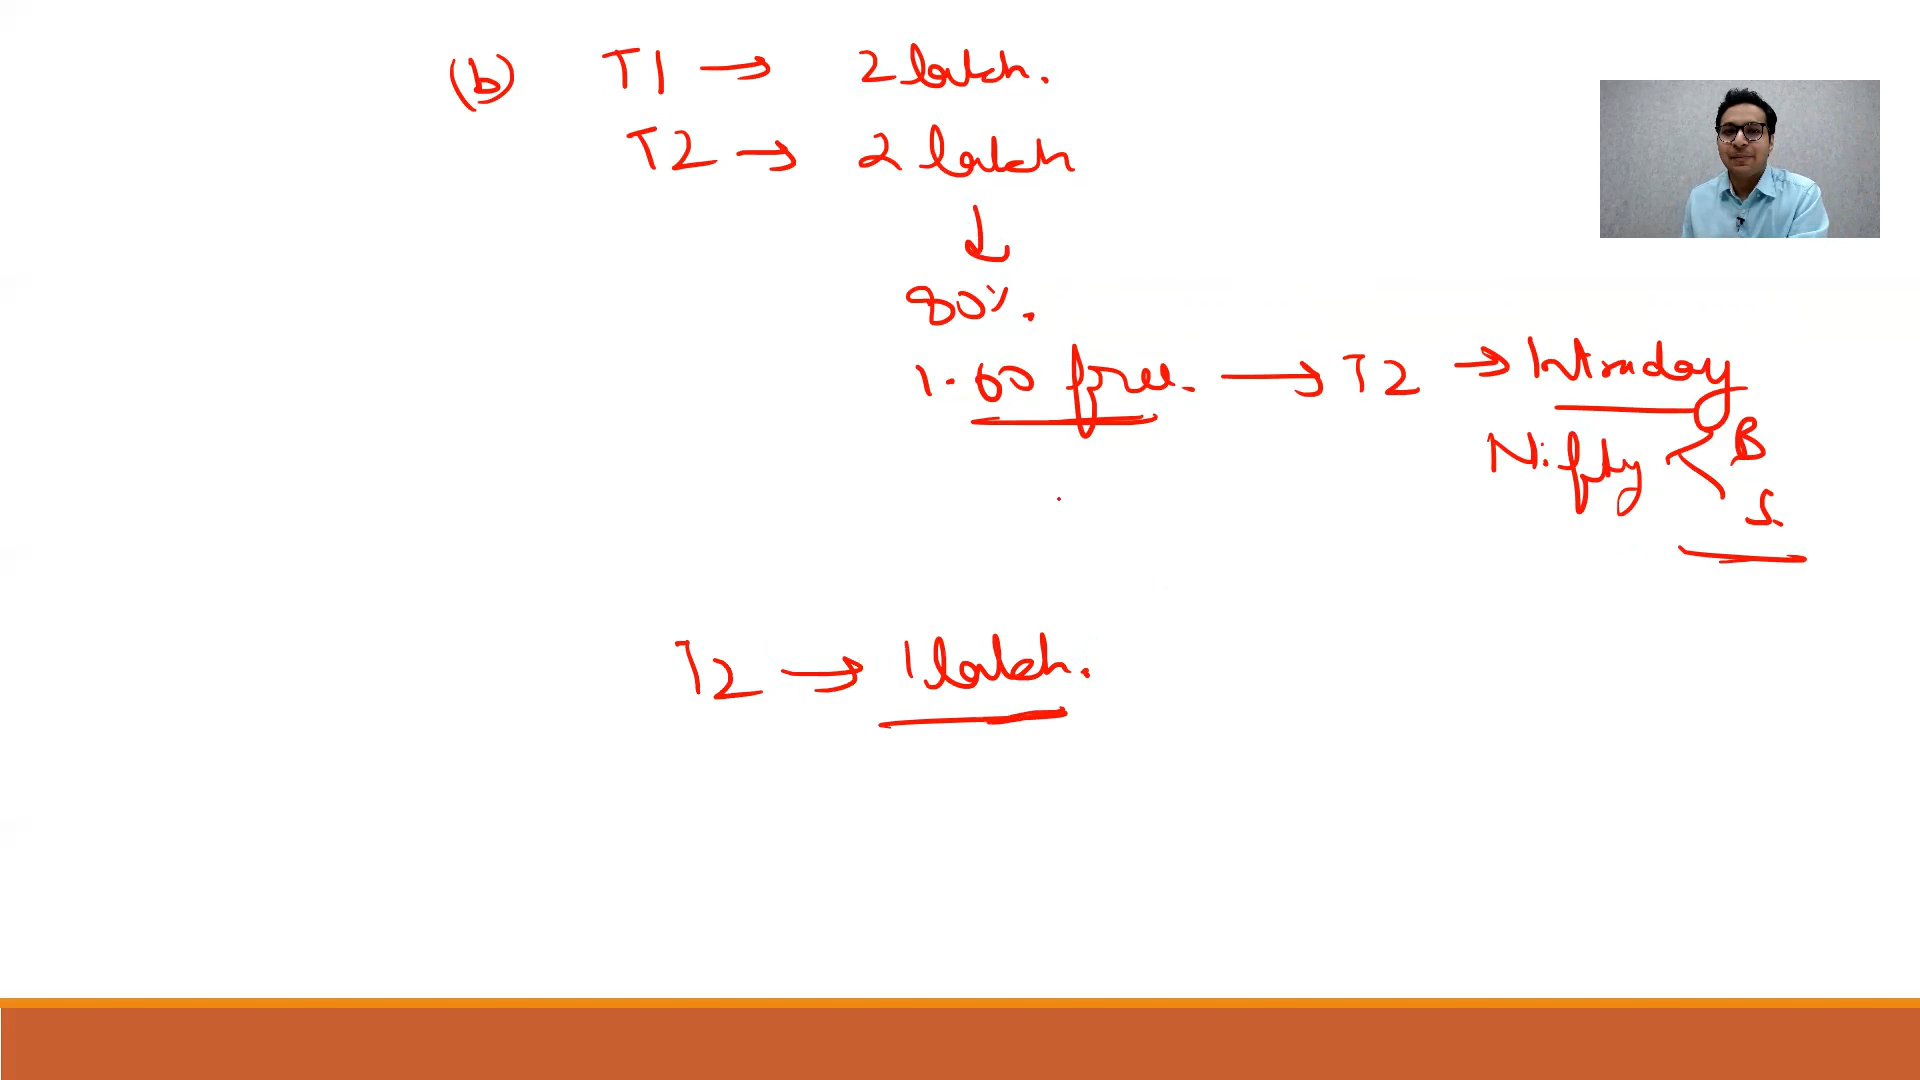 (b) T1 → 2 lakh.
T2 → 2 lakh
↓
80%.
1.60 free. → T2 → Intraday
Nifty < B
S.
T2 → 1 lakh.